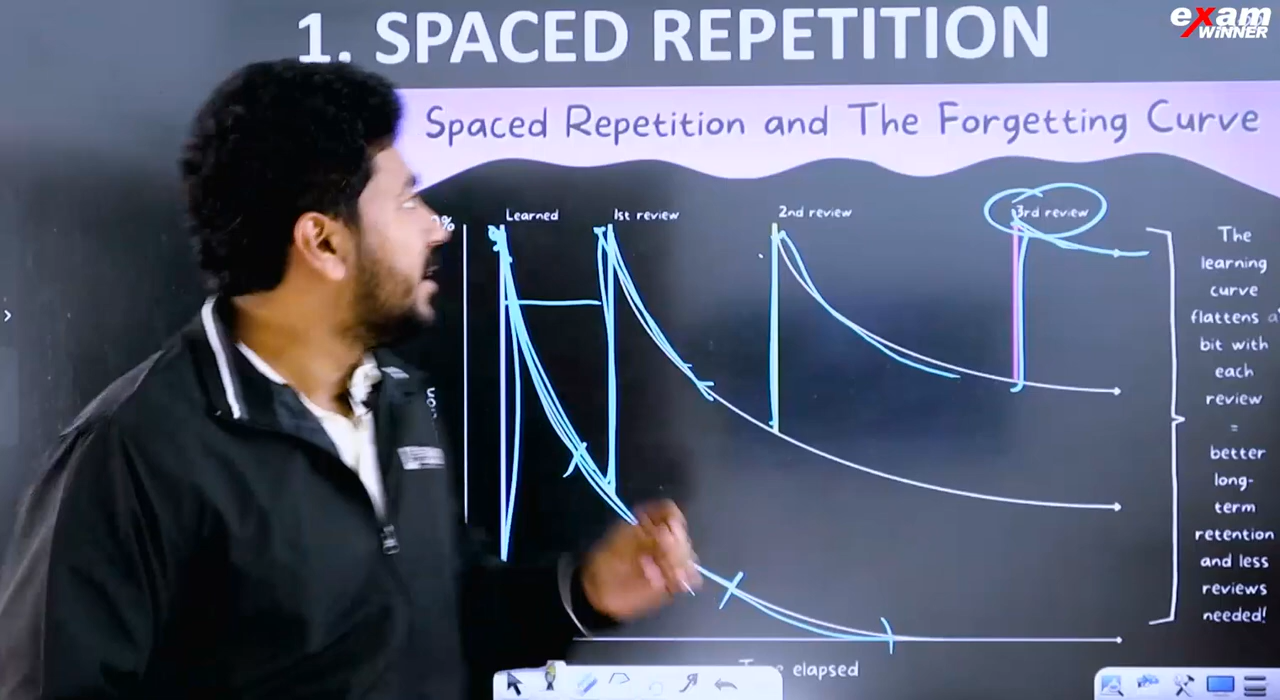 1. SPACED REPETITION
exam
WINNER
Spaced Repetition and The Forgetting Curve
Learned
1st review
2nd review
3rd review
The
learning
curve
flattens a
bit with
each
review
=
better
long-
term
retention
and less
reviews
needed!
elapsed